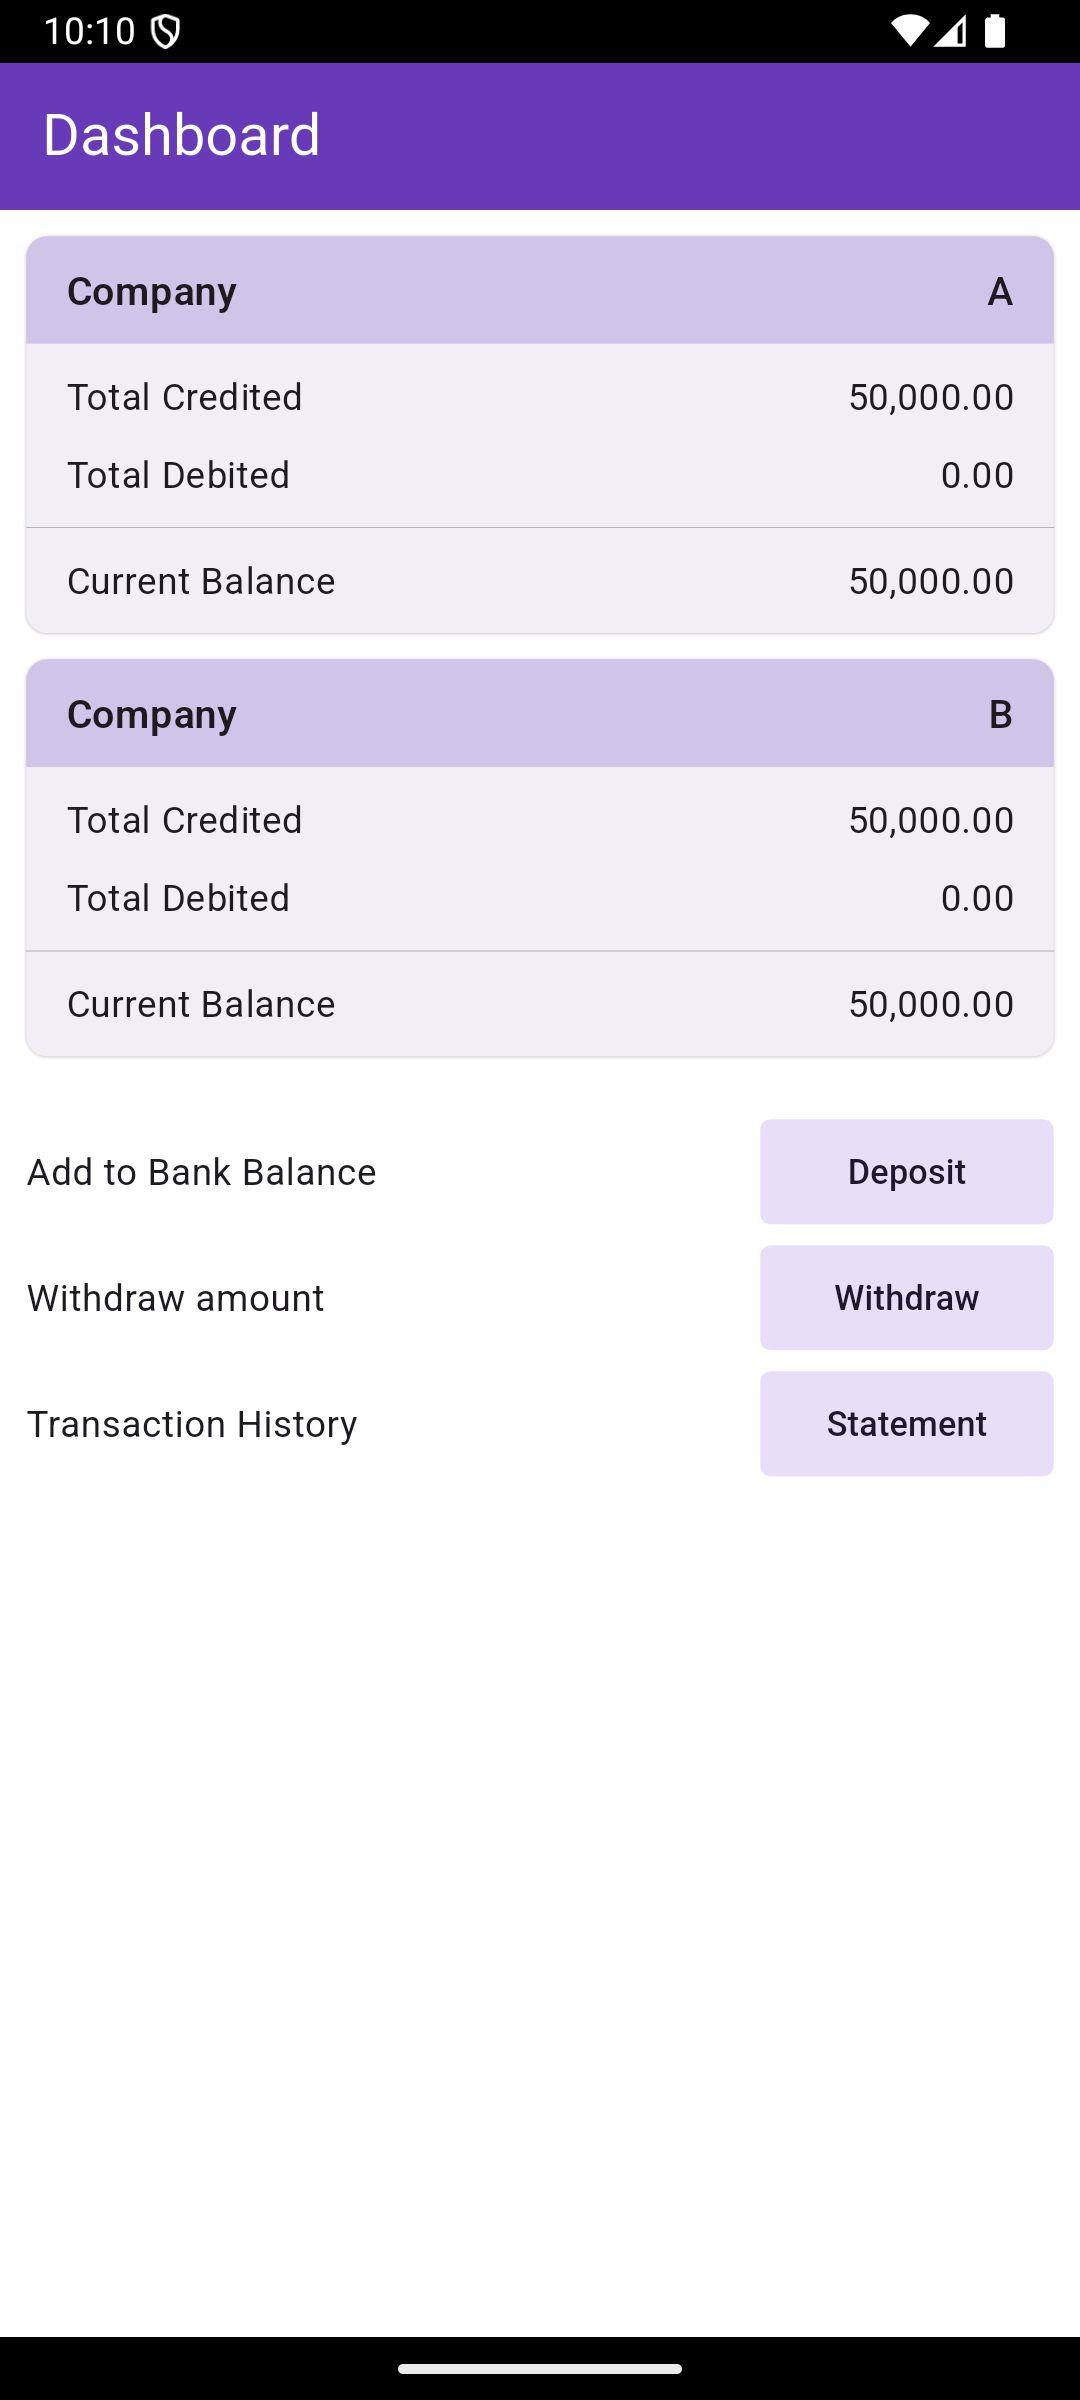 10:10
Dashboard
Company A
Total Credited 50,000.00
Total Debited 0.00
Current Balance 50,000.00
Company B
Total Credited 50,000.00
Total Debited 0.00
Current Balance 50,000.00
Add to Bank Balance Deposit
Withdraw amount Withdraw
Transaction History Statement